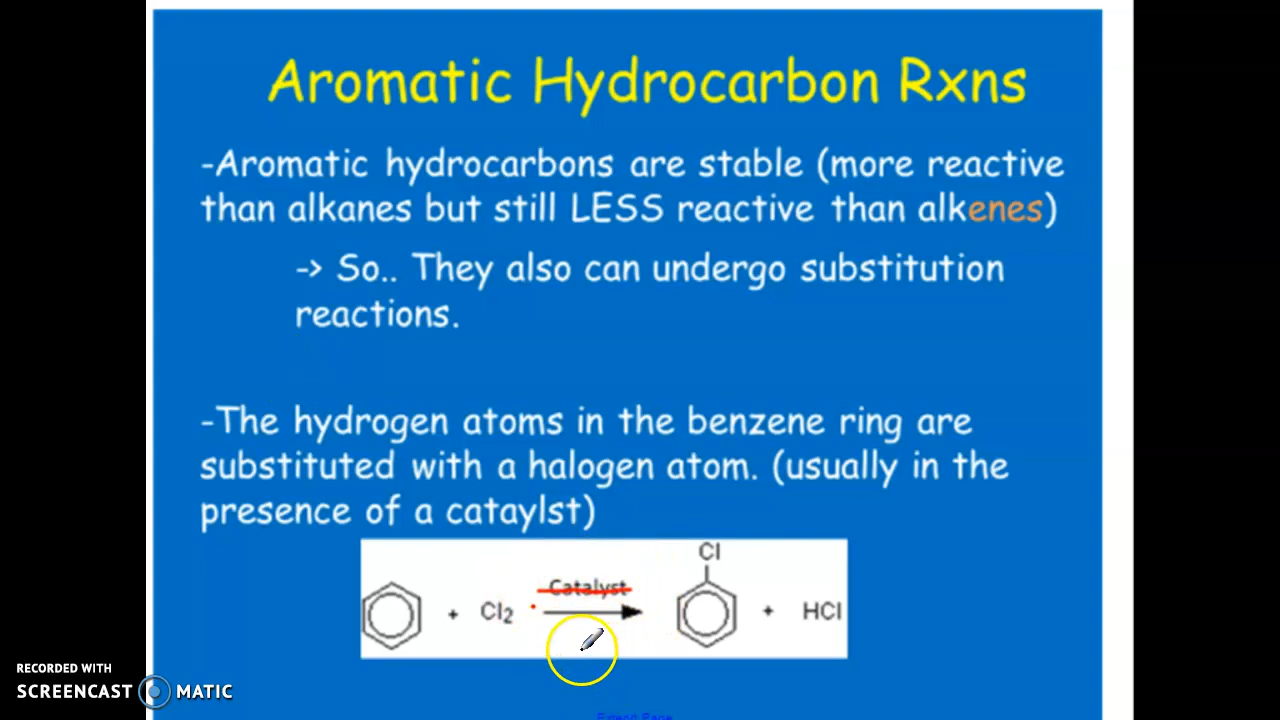 Aromatic Hydrocarbon Rxns
-Aromatic hydrocarbons are stable (more reactive
than alkanes but still LESS reactive than alkenes)
-> So.. They also can undergo substitution
reactions.
-The hydrogen atoms in the benzene ring are
substituted with a halogen atom. (usually in the
presence of a cataylst)
Cl
Catalyst
+ Cl2 + HCl
RECORDED WITH
SCREENCAST MATIC
Extend Page